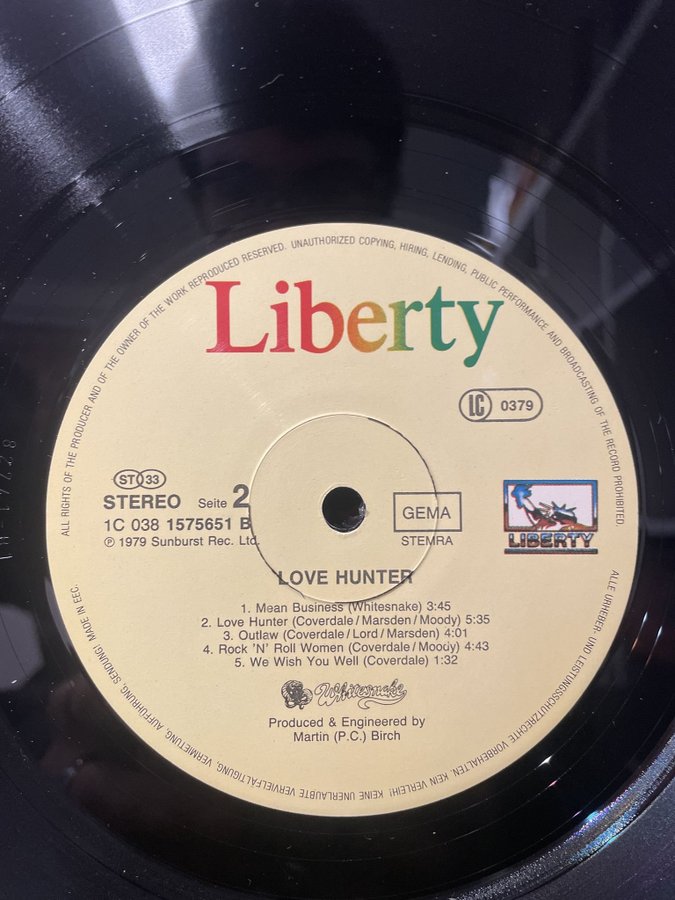 ALL RIGHTS OF THE PRODUCER AND OF THE OWNER OF THE WORK REPRODUCED RESERVED. UNAUTHORIZED COPYING, HIRING, LENDING, PUBLIC PERFORMANCE AND BROADCASTING OF THE RECORD PROHIBITED.
Liberty
LC 0379
ST 33
STEREO Seite 2
1C 038 1575651 B
℗ 1979 Sunburst Rec. Ltd.
GEMA
STEMRA
LIBERTY
LOVE HUNTER
1. Mean Business (Whitesnake) 3:45
2. Love Hunter (Coverdale/Marsden/Moody) 5:35
3. Outlaw (Coverdale/Lord/Marsden) 4:01
4. Rock 'N' Roll Women (Coverdale/Moody) 4:43
5. We Wish You Well (Coverdale) 1:32
Whitesnake
Produced & Engineered by
Martin (P.C.) Birch
ALLE URHEBER- UND LEISTUNGSSCHUTZRECHTE VORBEHALTEN. KEIN VERLEIH! KEINE UNERLAUBTE VERVIELFÄLTIGUNG, VERMIETUNG, AUFFÜHRUNG, SENDUNG! MADE IN EEC.